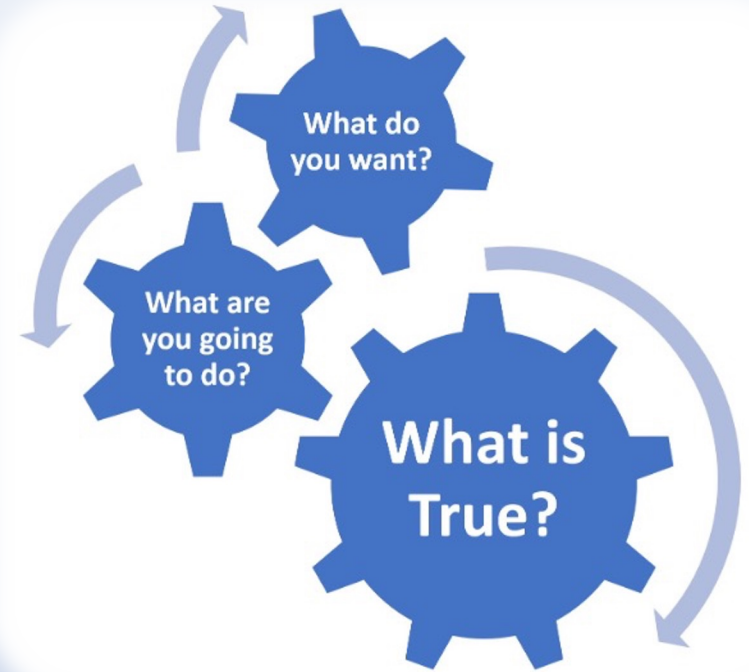 What do
you want?
What are
you going
to do?
What is
True?